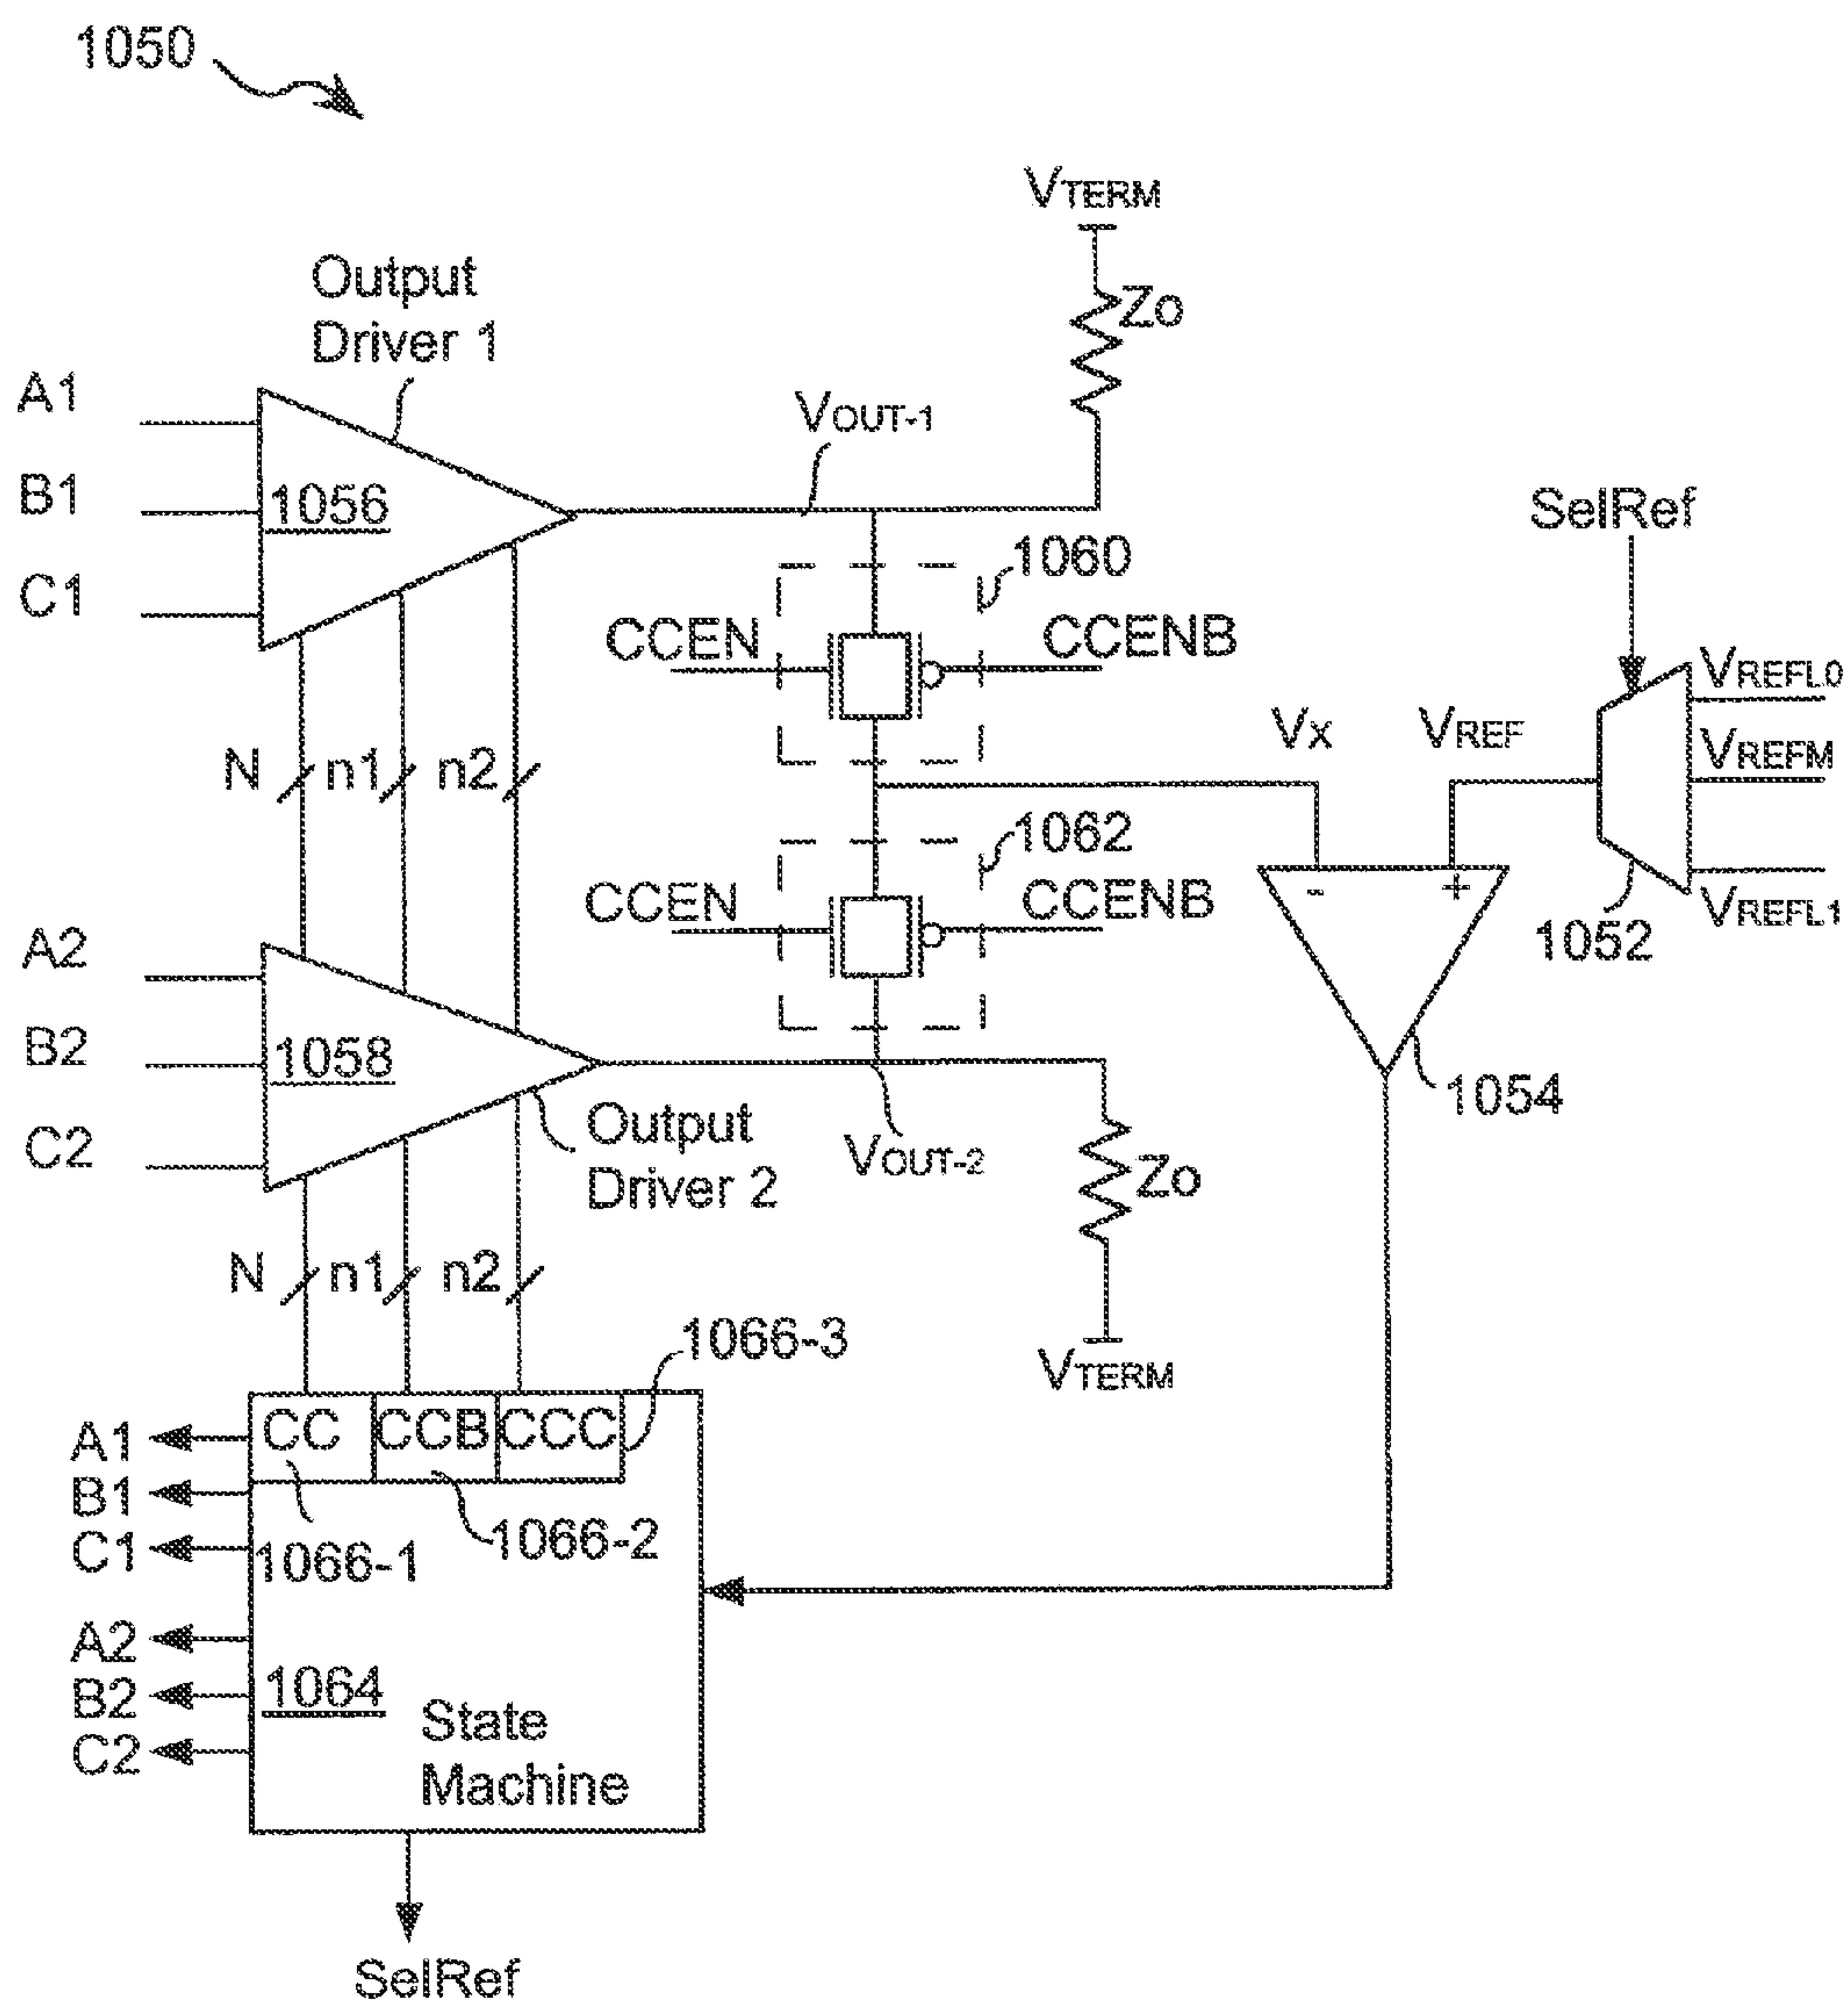 1050
VTERM
Output
Driver 1
Zo
A1
VOUT-1
B1
1056
SelRef
C1
1060
CCEN
CCENB
VREFL0
N
n1
n2
VX
VREF
VREFM
1062
CCEN
CCENB
- +
VREFL1
1052
A2
B2
1058
1054
C2
Output
Driver 2
VOUT-2
Zo
N
n1
n2
1066-3
VTERM
A1
CC
CCB
CCC
B1
C1
1066-1
1066-2
A2
B2
1064
C2
State
Machine
SelRef